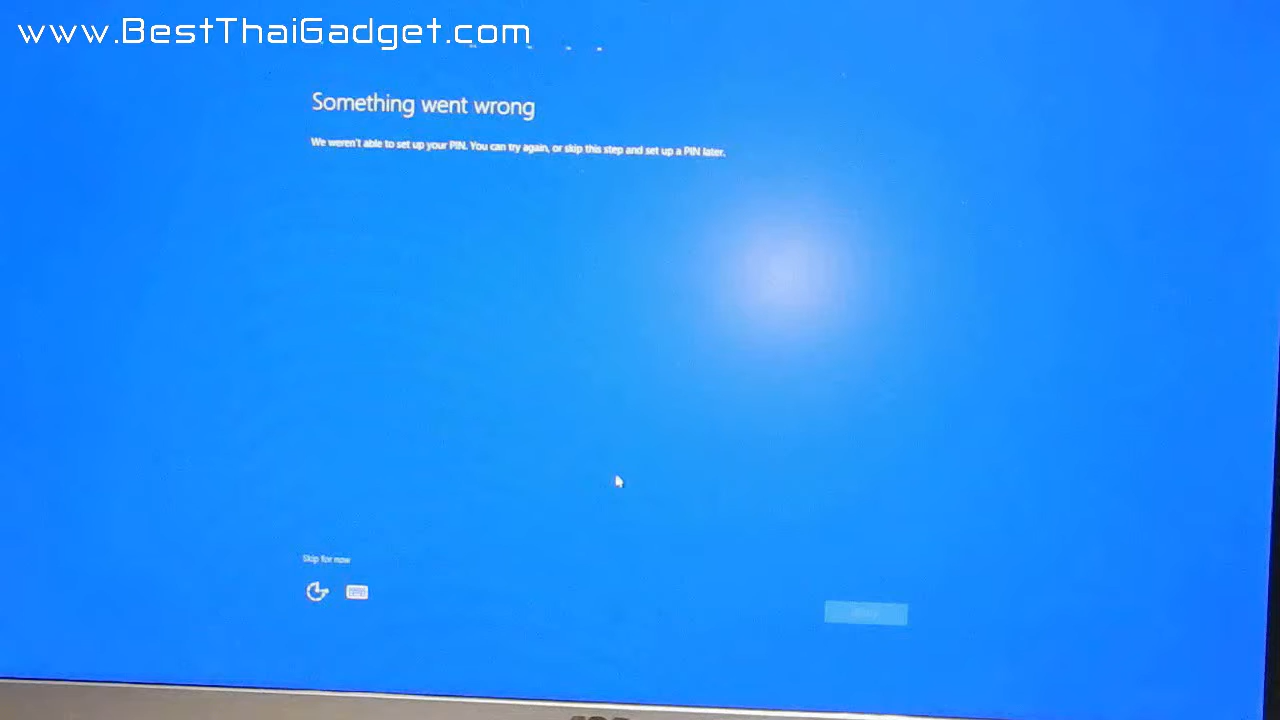 www.BestThaiGadget.com
Something went wrong
We weren't able to set up your PIN. You can try again, or skip this step and set up a PIN later.
Skip for now